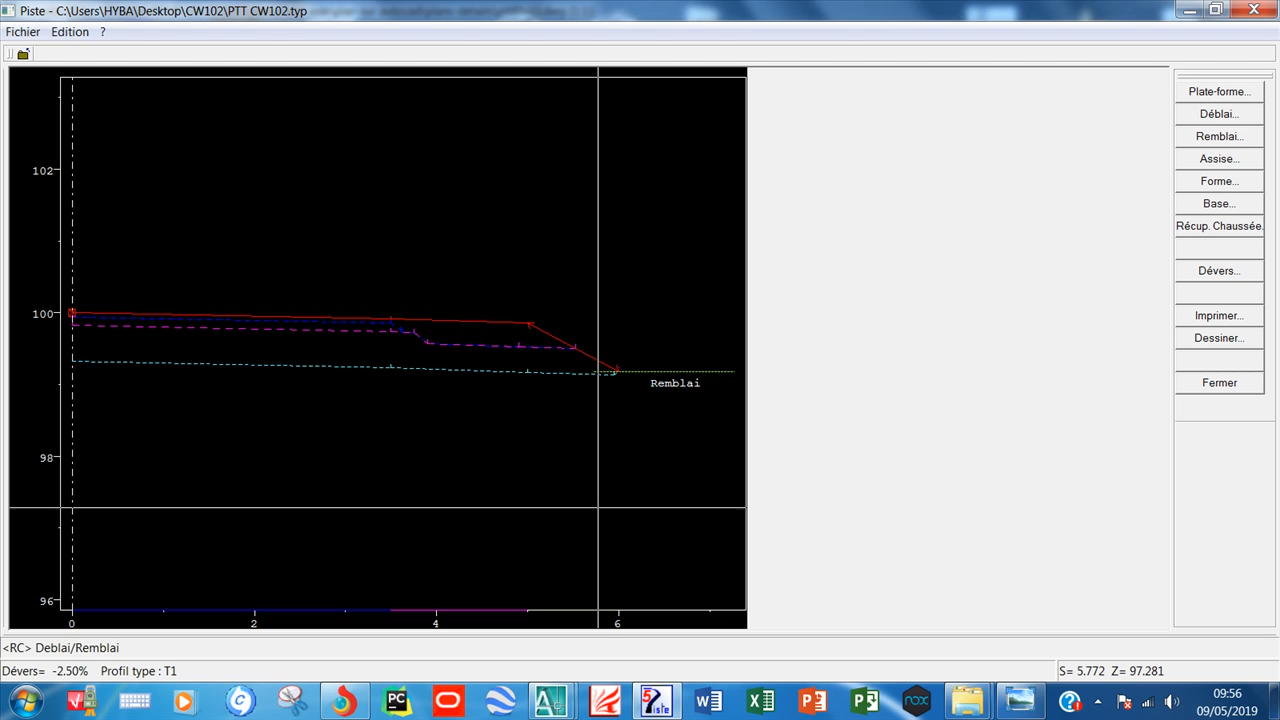 Piste - C:\Users\HYBA\Desktop\CW102\PTT CW102.typ
Fichier Edition ?
Plate-forme...
Déblai...
Remblai...
Assise...
Forme...
Base...
Récup. Chaussée.
Dévers...
Imprimer...
Dessiner...
Fermer
102
100
98
96
Remblai
0 2 4 6
<RC> Deblai/Remblai
Dévers= -2.50% Profil type : T1
S= 5.772 Z= 97.281
PC
nox
09:56
09/05/2019